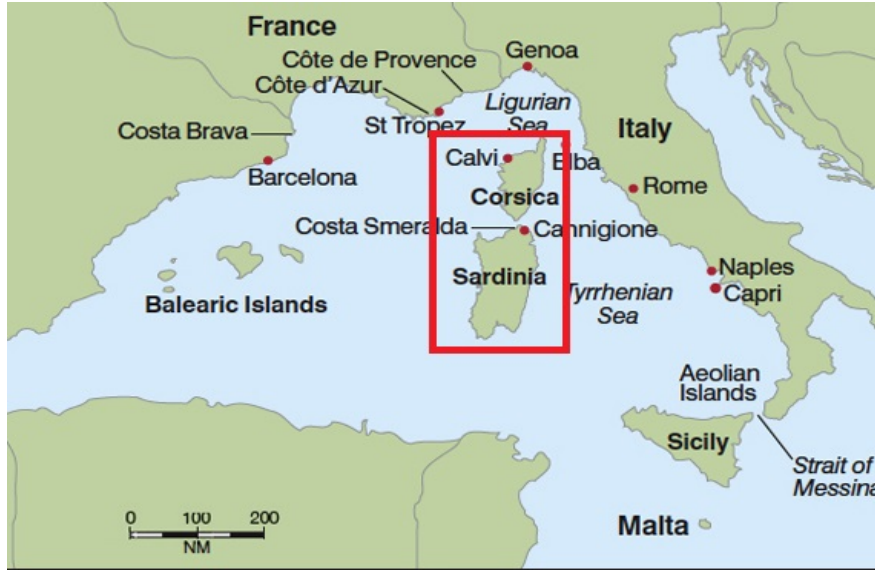 France
Côte de Provence
Côte d'Azur
Genoa
Ligurian
Sea
Costa Brava
St Tropez
Italy
Barcelona
Calvi
Elba
Corsica
Rome
Costa Smeralda
Cannigione
Sardinia
Naples
Capri
Balearic Islands
Tyrrhenian
Sea
Aeolian
Islands
Sicily
Strait of
Messina
Malta
0 100 200
NM